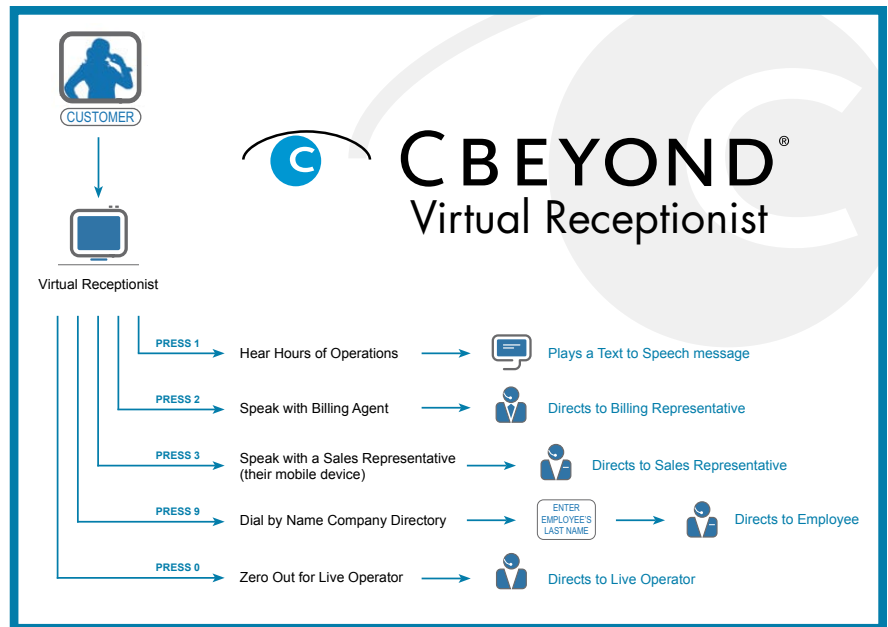 CUSTOMER
C BEYOND®
Virtual Receptionist
Virtual Receptionist
PRESS 1
Hear Hours of Operations
Plays a Text to Speech message
PRESS 2
Speak with Billing Agent
Directs to Billing Representative
PRESS 3
Speak with a Sales Representative
(their mobile device)
Directs to Sales Representative
PRESS 9
Dial by Name Company Directory
ENTER
EMPLOYEE'S
LAST NAME
Directs to Employee
PRESS 0
Zero Out for Live Operator
Directs to Live Operator